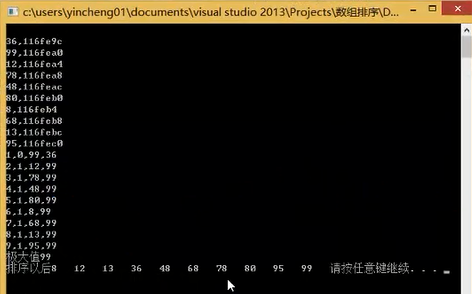 c:\users\yincheng01\documents\visual studio 2013\Projects\数组排序\D...
36,116fe9c
99,116fea0
12,116fea4
78,116fea8
48,116feac
80,116feb0
8,116feb4
68,116feb8
13,116febc
95,116fec0
1,0,99,36
2,1,12,99
3,1,78,99
4,1,48,99
5,1,80,99
6,1,8,99
7,1,68,99
8,1,13,99
9,1,95,99
极大值99
排序以后8 12 13 36 48 68 78 80 95 99 请按任意键继续. . .